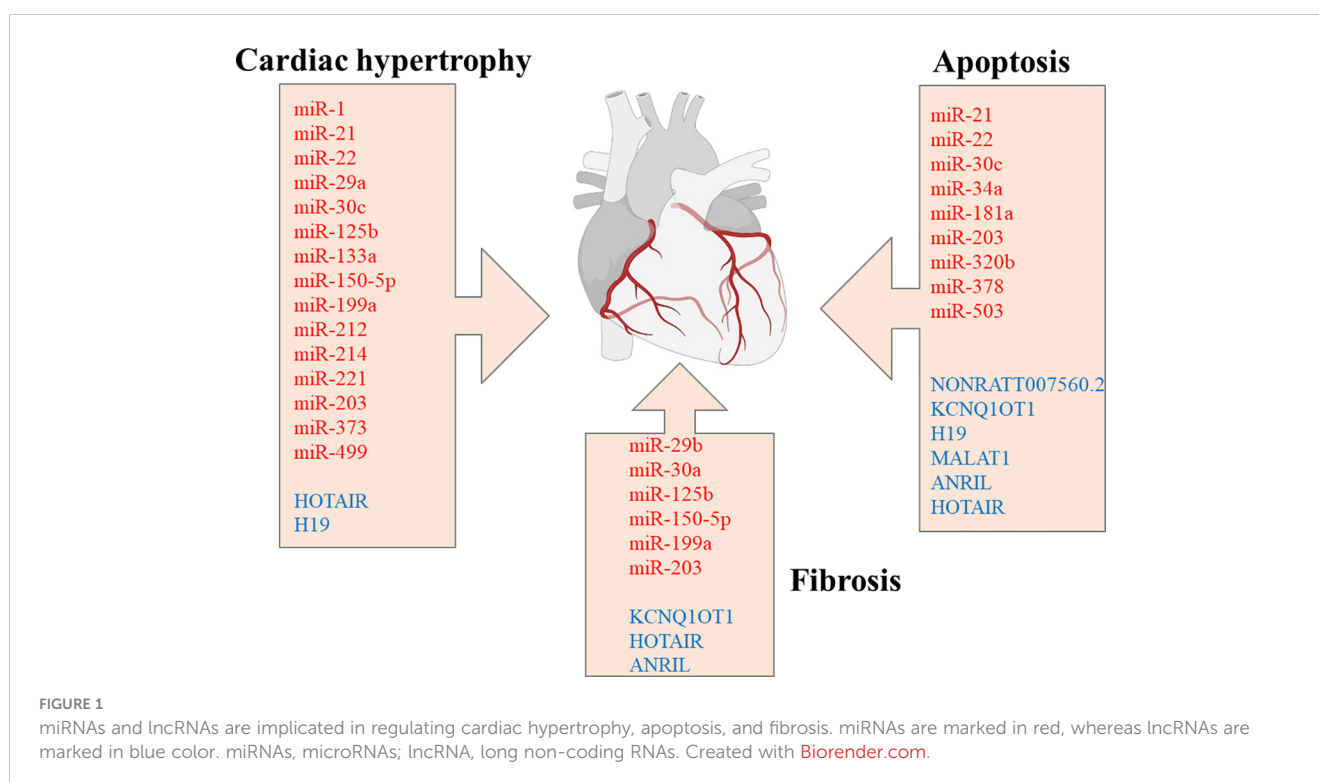 Cardiac hypertrophy
miR-1
miR-21
miR-22
miR-29a
miR-30c
miR-125b
miR-133a
miR-150-5p
miR-199a
miR-212
miR-214
miR-221
miR-203
miR-373
miR-499
HOTAIR
H19
Apoptosis
miR-21
miR-22
miR-30c
miR-34a
miR-181a
miR-203
miR-320b
miR-378
miR-503
NONRATT007560.2
KCNQ1OT1
H19
MALAT1
ANRIL
HOTAIR
miR-29b
miR-30a
miR-125b
miR-150-5p
miR-199a
miR-203
KCNQ1OT1
HOTAIR
ANRIL
Fibrosis
FIGURE 1
miRNAs and lncRNAs are implicated in regulating cardiac hypertrophy, apoptosis, and fibrosis. miRNAs are marked in red, whereas lncRNAs are
marked in blue color. miRNAs, microRNAs; lncRNA, long non-coding RNAs. Created with Biorender.com.